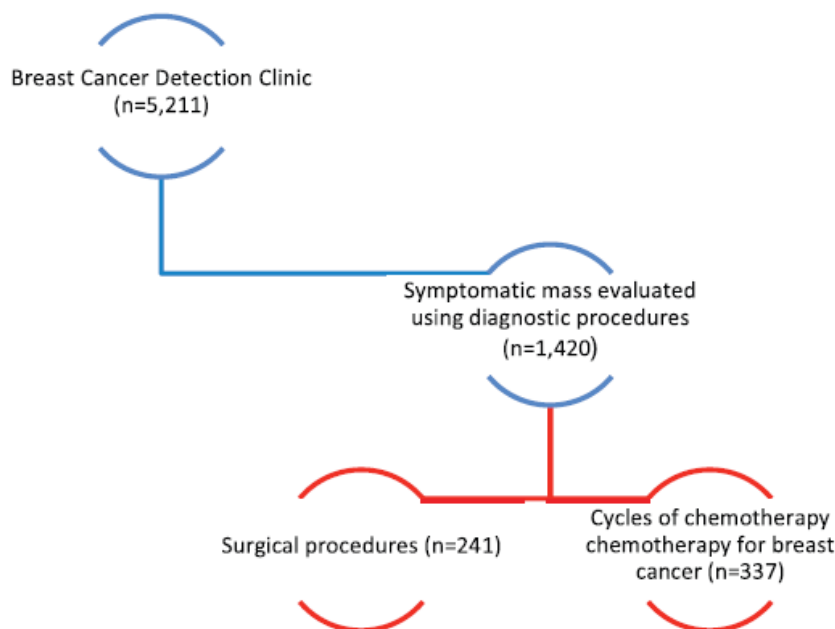 Breast Cancer Detection Clinic
(n=5,211)
Symptomatic mass evaluated
using diagnostic procedures
(n=1,420)
Surgical procedures (n=241)
Cycles of chemotherapy
chemotherapy for breast
cancer (n=337)